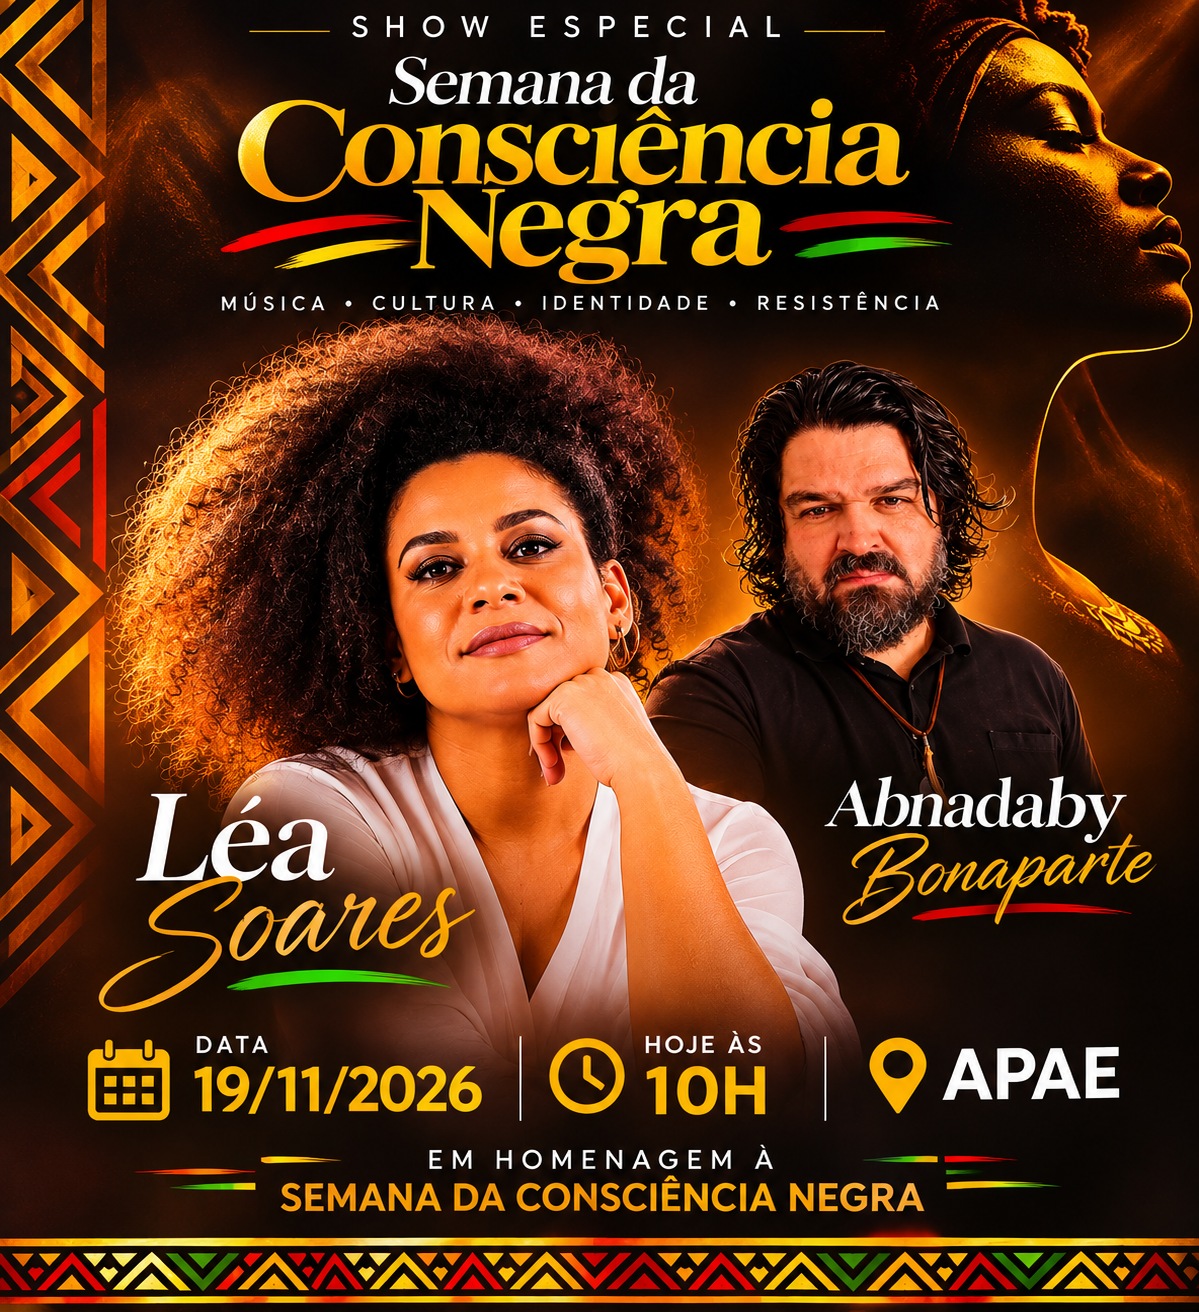 SHOW ESPECIAL
Semana da
Consciência
Negra
MÚSICA • CULTURA • IDENTIDADE • RESISTÊNCIA
Léa
Soares
Abnadaby
Bonaparte
DATA
19/11/2026
HOJE ÀS
10H
APAE
EM HOMENAGEM À
SEMANA DA CONSCIÊNCIA NEGRA